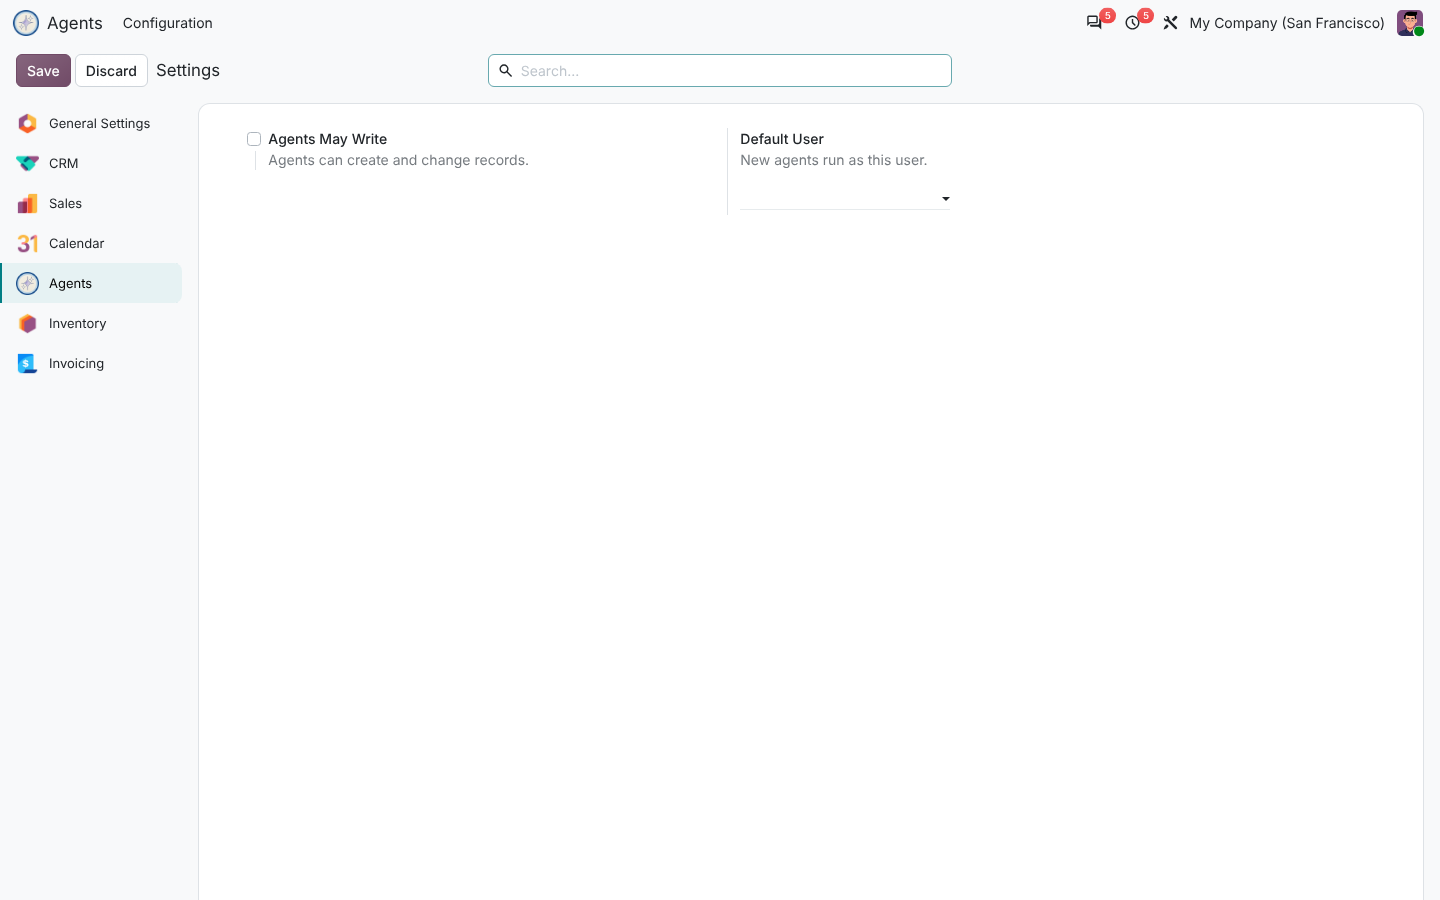 Agents
Configuration
5
5
My Company (San Francisco)
Save
Discard
Settings
Search...
General Settings
CRM
Sales
31 Calendar
Agents
Inventory
$ Invoicing
Agents May Write
Agents can create and change records.
Default User
New agents run as this user.